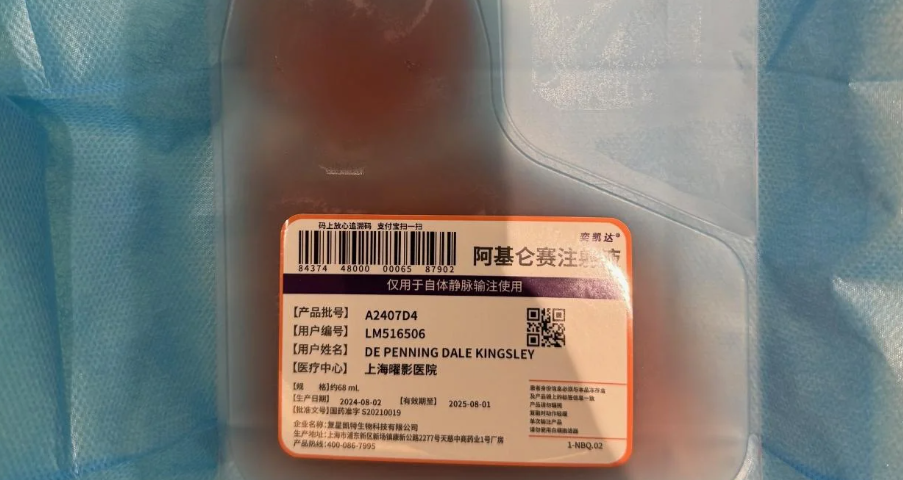 码上放心追溯码 支付宝扫一扫
84374 48000 00065 87902
奕凯达®
阿基仑赛注射液
仅用于自体静脉输注使用
【产品批号】 A2407D4
【用户编号】 LM516506
【用户姓名】 DE PENNING DALE KINGSLEY
【医疗中心】 上海曜影医院
【规 格】约68 mL
【生产日期】 2024-08-02 【有效期至】 2025-08-01
【批准文号】国药准字 S20210019
企业名称:复星凯特生物科技有限公司
生产地址:上海市浦东新区新场镇康新公路2277号天慈中商药业1号厂房
产品热线:400-086-7995
1-NBQ.02